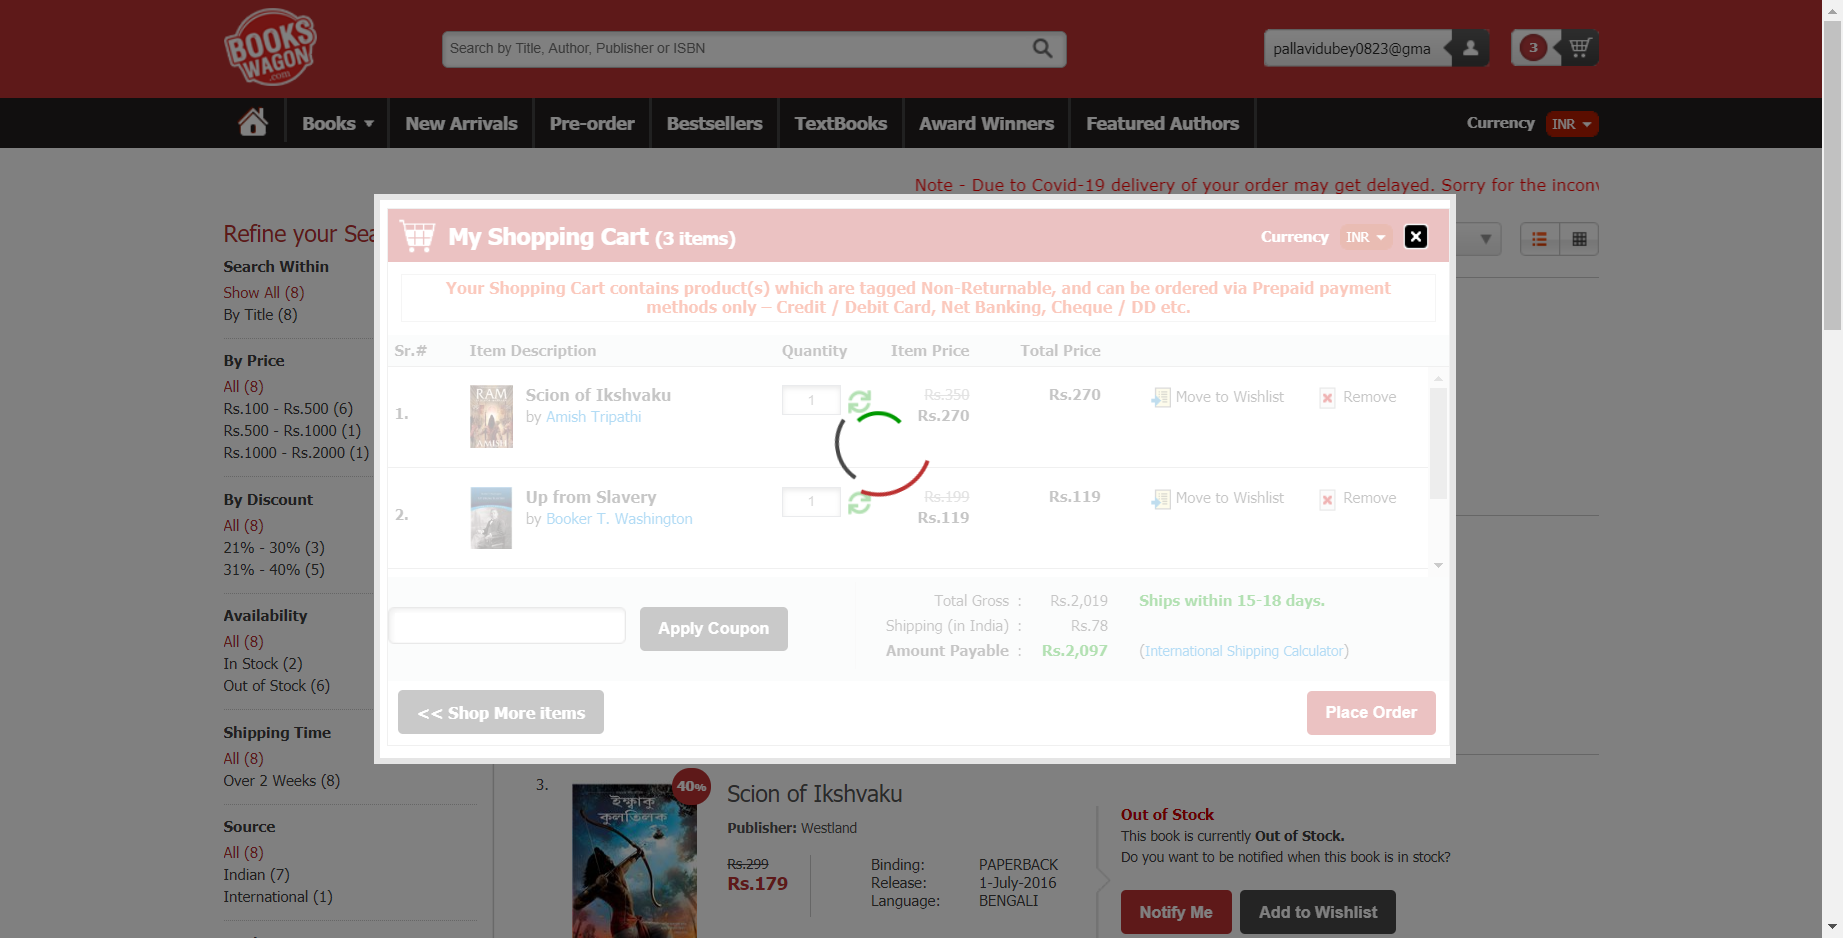 BOOKS
WAGON
.com
Search by Title, Author, Publisher or ISBN
pallavidubey0823@gma
3
Books
New Arrivals
Pre-order
Bestsellers
TextBooks
Award Winners
Featured Authors
Currency
INR
Note - Due to Covid-19 delivery of your order may get delayed. Sorry for the inconv
Refine your Sea
Search Within
Show All (8)
By Title (8)
By Price
All (8)
Rs.100 - Rs.500 (6)
Rs.500 - Rs.1000 (1)
Rs.1000 - Rs.2000 (1)
By Discount
All (8)
21% - 30% (3)
31% - 40% (5)
Availability
All (8)
In Stock (2)
Out of Stock (6)
Shipping Time
All (8)
Over 2 Weeks (8)
Source
All (8)
Indian (7)
International (1)
My Shopping Cart (3 items)
Currency
INR
Your Shopping Cart contains product(s) which are tagged Non-Returnable, and can be ordered via Prepaid payment
methods only – Credit / Debit Card, Net Banking, Cheque / DD etc.
Sr.#
Item Description
Quantity
Item Price
Total Price
1.
RAM
AMISH
Scion of Ikshvaku
by Amish Tripathi
1
Rs.350
Rs.270
Rs.270
Move to Wishlist
Remove
2.
Up from Slavery
by Booker T. Washington
1
Rs.199
Rs.119
Rs.119
Move to Wishlist
Remove
Apply Coupon
Total Gross : Rs.2,019
Ships within 15-18 days.
Shipping (in India) : Rs.78
Amount Payable : Rs.2,097
(International Shipping Calculator)
<< Shop More items
Place Order
3.
40%
ইক্ষ্বাকু
কুলতিলক
Scion of Ikshvaku
Publisher: Westland
Rs.299
Rs.179
Binding: PAPERBACK
Release: 1-July-2016
Language: BENGALI
Out of Stock
This book is currently Out of Stock.
Do you want to be notified when this book is in stock?
Notify Me
Add to Wishlist